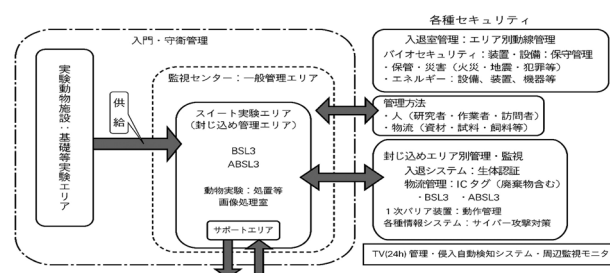 各種セキュリティ
入門・守衛管理
入退室管理：エリア別動線管理
バイオセキュリティ：装置・設備：保守管理
・保管・災害（火災・地震・犯罪等）
・エネルギー：設備、装置、機器等
実験動物施設：基礎等実験エリア
供給
監視センター：一般管理エリア
スイート実験エリア
（封じ込め管理エリア）
BSL3
ABSL3
動物実験：処置等
画像処理室
サポートエリア
管理方法
・人（研究者・作業者・訪問者）
・物流（資材・試料・飼料等）
封じ込めエリア別管理・監視
入退システム：生体認証
物流管理：ICタグ（廃棄物含む）
・BSL3　・ABSL3
１次バリア装置：動作管理
各種情報システム：サイバー攻撃対策
TV(24h) 管理・侵入自動検知システム・周辺監視モニタ